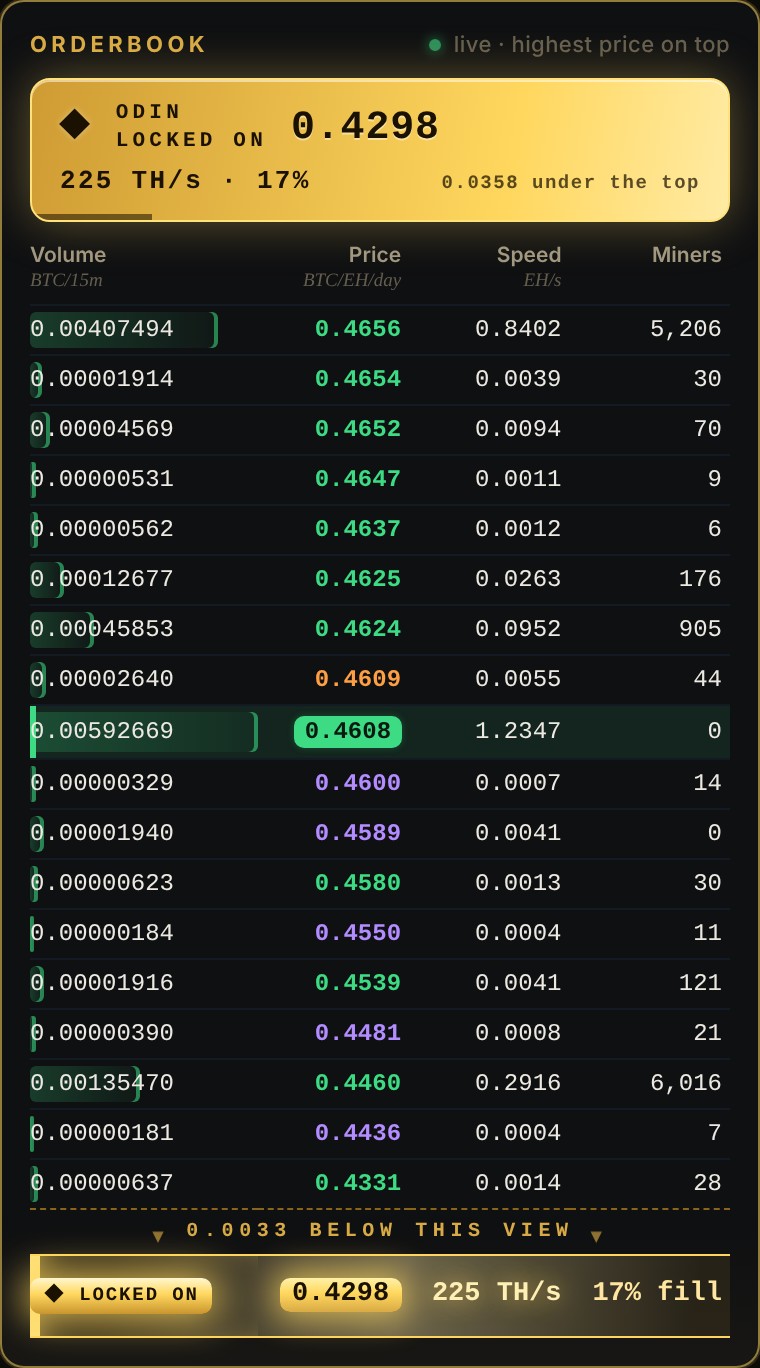 ORDERBOOK live · highest price on top
◆ ODIN LOCKED ON 0.4298
225 TH/s · 17% 0.0358 under the top
Volume Price Speed Miners
BTC/15m BTC/EH/day EH/s
0.00407494 0.4656 0.8402 5,206
0.00001914 0.4654 0.0039 30
0.00004569 0.4652 0.0094 70
0.00000531 0.4647 0.0011 9
0.00000562 0.4637 0.0012 6
0.00012677 0.4625 0.0263 176
0.00045853 0.4624 0.0952 905
0.00002640 0.4609 0.0055 44
0.00592669 0.4608 1.2347 0
0.00000329 0.4600 0.0007 14
0.00001940 0.4589 0.0041 0
0.00000623 0.4580 0.0013 30
0.00000184 0.4550 0.0004 11
0.00001916 0.4539 0.0041 121
0.00000390 0.4481 0.0008 21
0.00135470 0.4460 0.2916 6,016
0.00000181 0.4436 0.0004 7
0.00000637 0.4331 0.0014 28
▼ 0.0033 BELOW THIS VIEW ▼
◆ LOCKED ON 0.4298 225 TH/s 17% fill